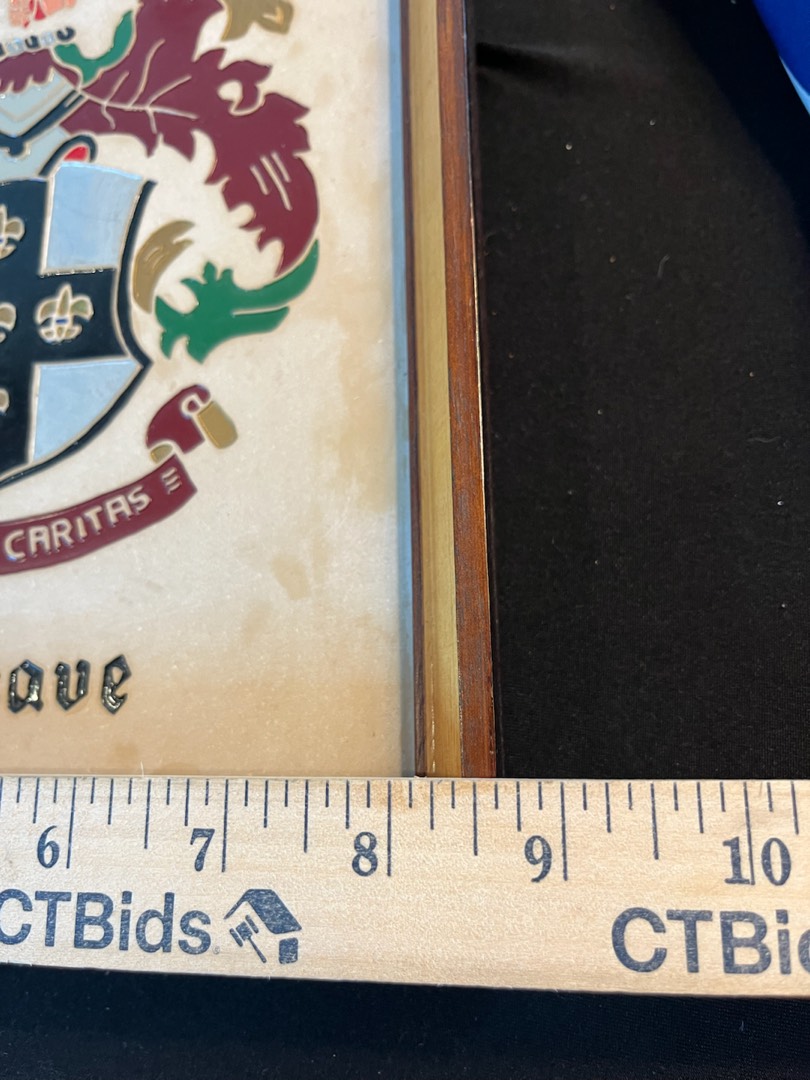 CARITAS
ave
6 7 8 9 10
CTBids CTBi